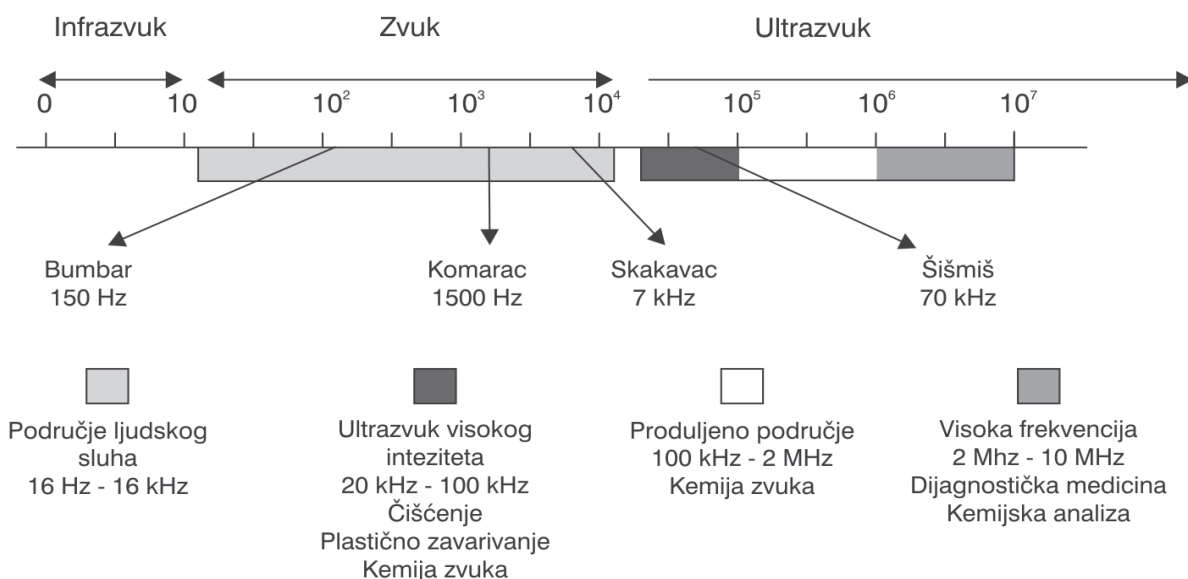 Infrazvuk Zvuk Ultrazvuk
0 10 10² 10³ 10⁴ 10⁵ 10⁶ 10⁷
Bumbar
150 Hz
Komarac
1500 Hz
Skakavac
7 kHz
Šišmiš
70 kHz
Područje ljudskog
sluha
16 Hz - 16 kHz
Ultrazvuk visokog
inteziteta
20 kHz - 100 kHz
Čišćenje
Plastično zavarivanje
Kemija zvuka
Produljeno područje
100 kHz - 2 MHz
Kemija zvuka
Visoka frekvencija
2 Mhz - 10 MHz
Dijagnostička medicina
Kemijska analiza